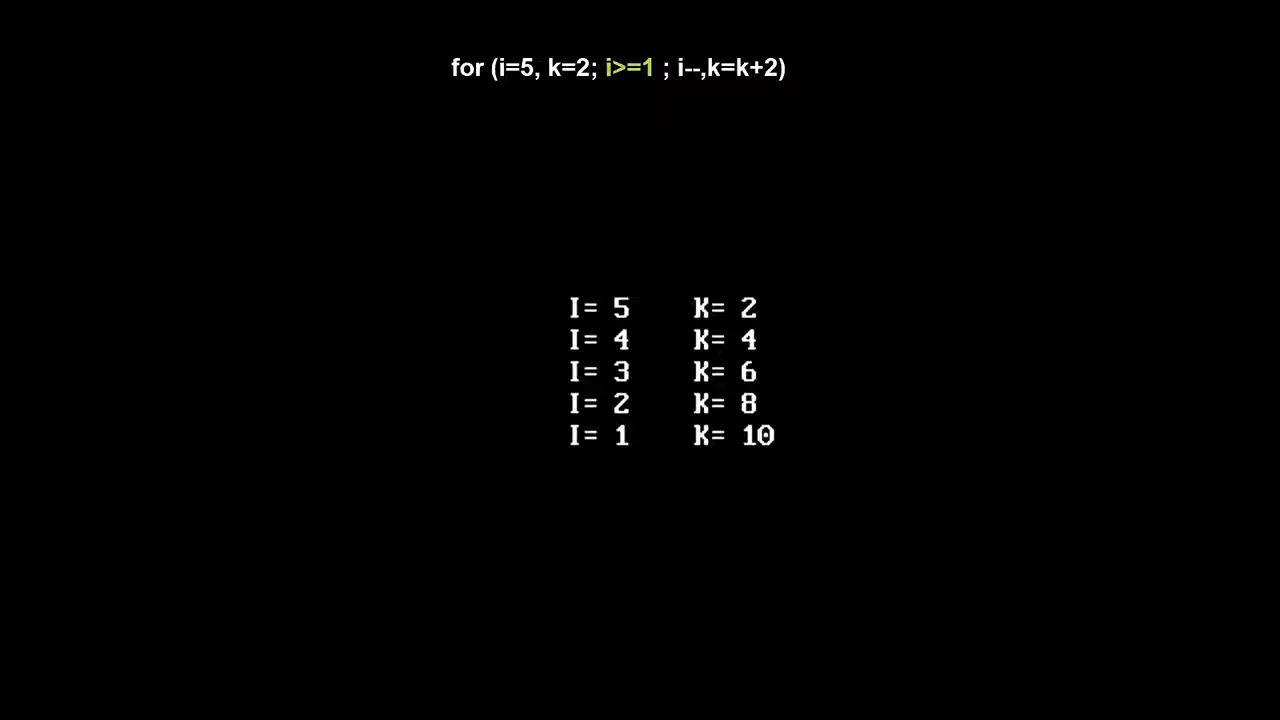 for (i=5, k=2; i>=1 ; i--,k=k+2)
I= 5 K= 2
I= 4 K= 4
I= 3 K= 6
I= 2 K= 8
I= 1 K= 10